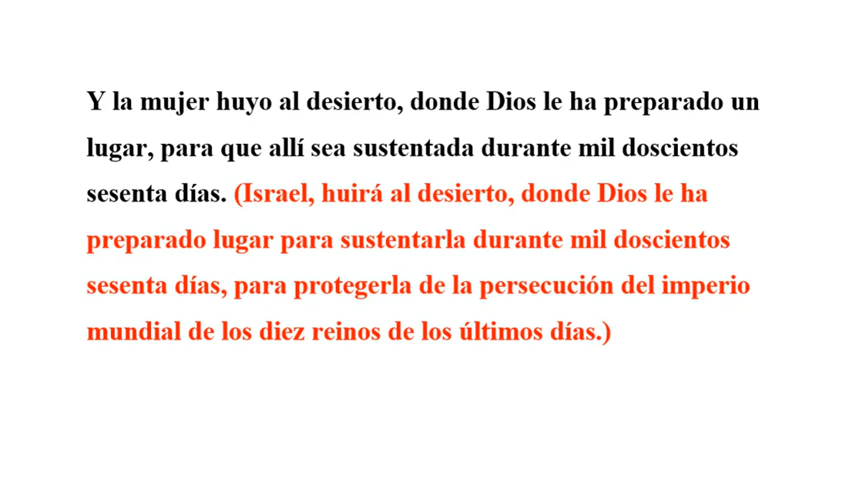 Y la mujer huyo al desierto, donde Dios le ha preparado un
lugar, para que allí sea sustentada durante mil doscientos
sesenta días. (Israel, huirá al desierto, donde Dios le ha
preparado lugar para sustentarla durante mil doscientos
sesenta días, para protegerla de la persecución del imperio
mundial de los diez reinos de los últimos días.)